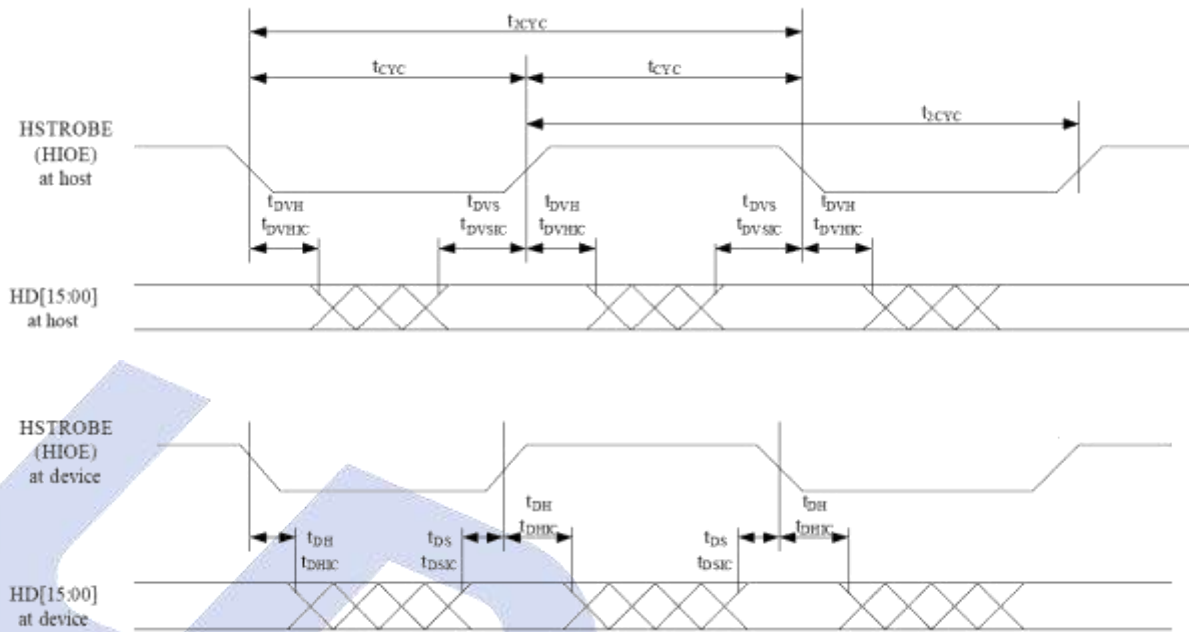 t2CYC
tCYC
tCYC
t2CYC
HSTROBE
(HIOE)
at host
tDVH
tDVHIC
tDVS
tDVSIC
tDVH
tDVHIC
tDVS
tDVSIC
tDVH
tDVHIC
HD[15:00]
at host
HSTROBE
(HIOE)
at device
tDH
tDHIC
tDS
tDSIC
tDH
tDHIC
tDS
tDSIC
tDH
tDHIC
HD[15:00]
at device